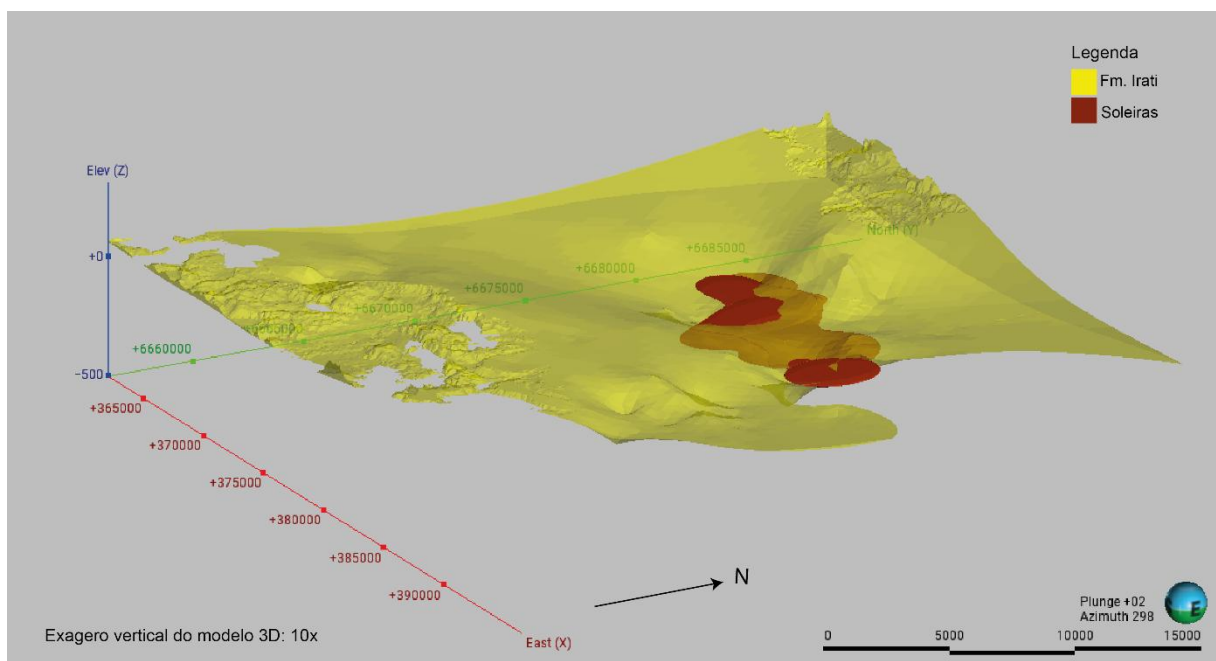 Legenda
Fm. Irati
Soleiras
Elev (Z)
+0
-500
North (Y)
+6685000
+6680000
+6675000
+6670000
+6665000
+6660000
+365000
+370000
+375000
+380000
+385000
+390000
East (X)
N
Exagero vertical do modelo 3D: 10x
Plunge +02
Azimuth 298
E
0 5000 10000 15000